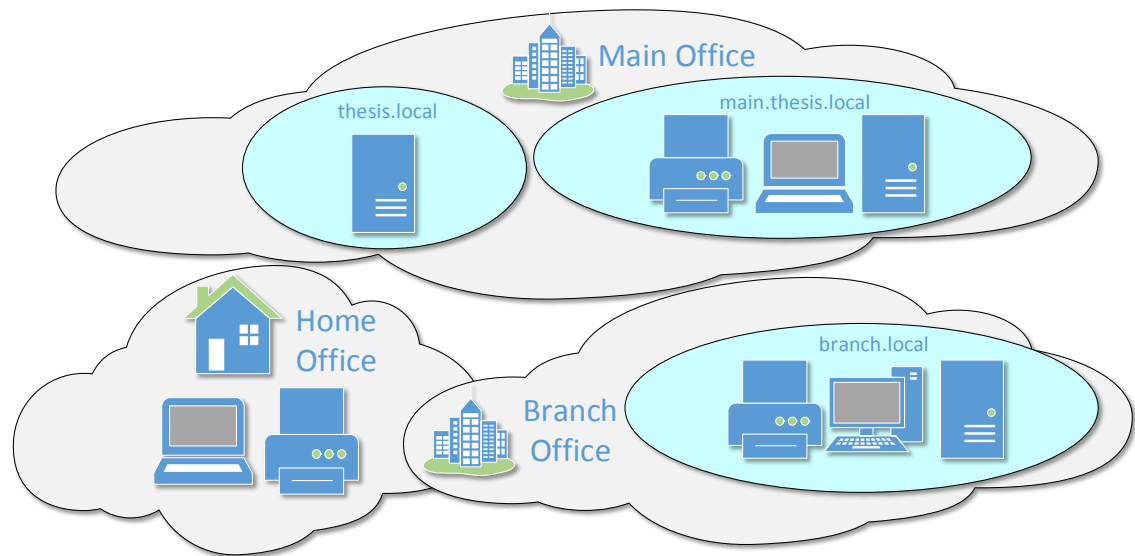 Main Office
thesis.local
main.thesis.local
Home
Office
Branch
Office
branch.local